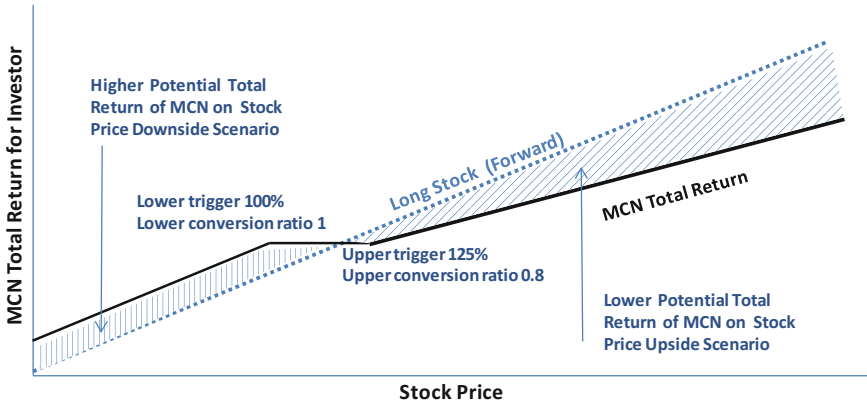 MCN Total Return for Investor
Higher Potential Total
Return of MCN on Stock
Price Downside Scenario
Lower trigger 100%
Lower conversion ratio 1
Long Stock (Forward)
MCN Total Return
Upper trigger 125%
Upper conversion ratio 0.8
Lower Potential Total
Return of MCN on Stock
Price Upside Scenario
Stock Price